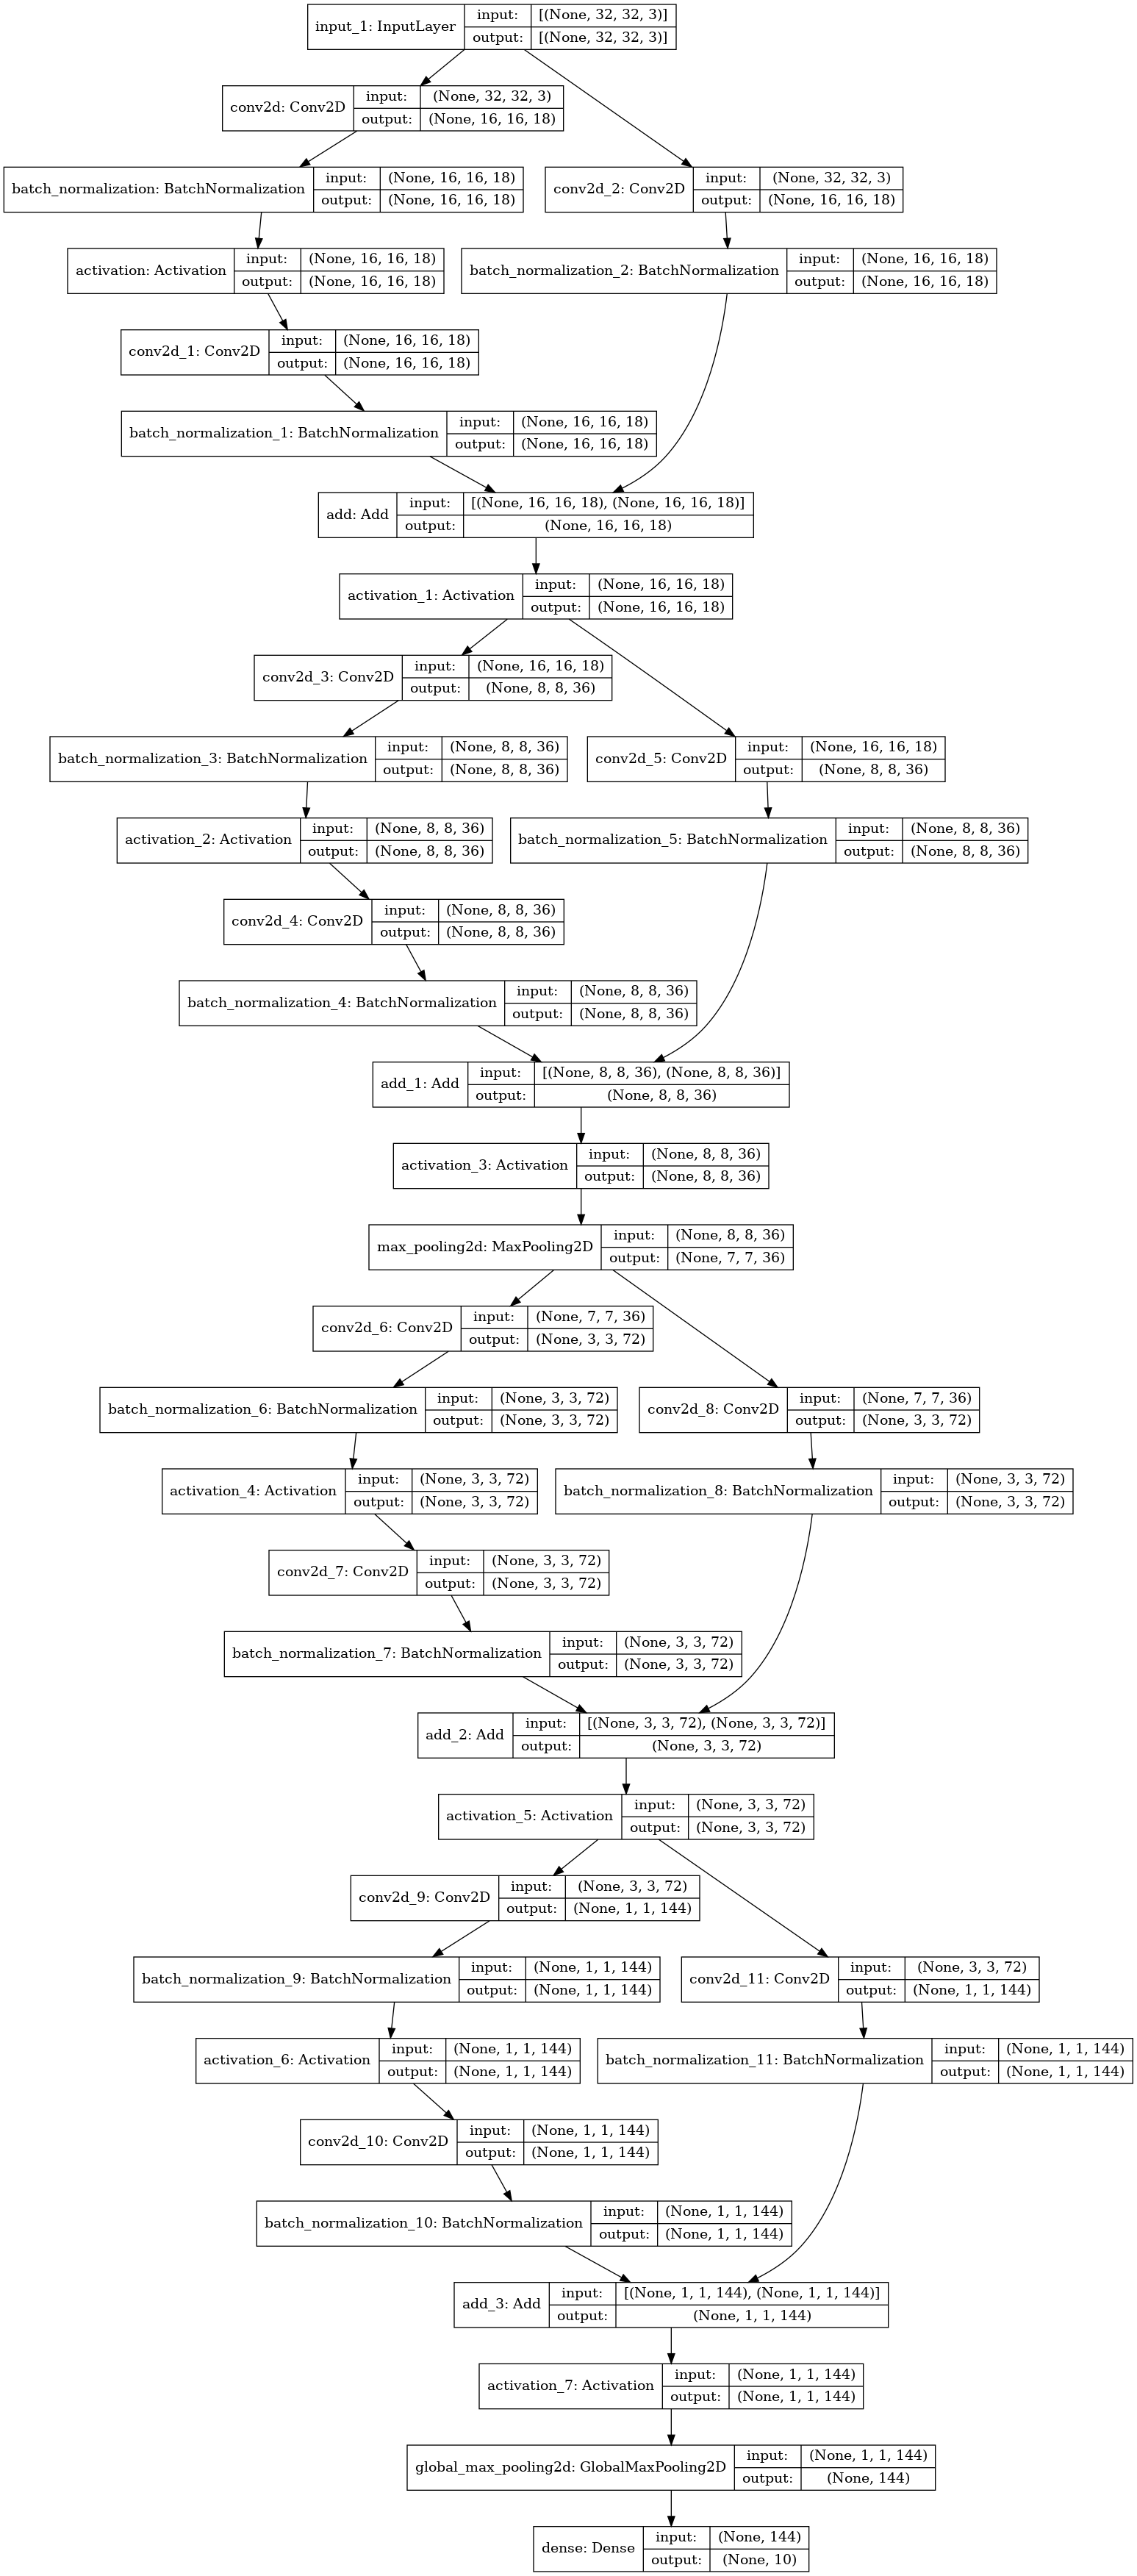 input_1: InputLayer
input: [(None, 32, 32, 3)]
output: [(None, 32, 32, 3)]
conv2d: Conv2D
input: (None, 32, 32, 3)
output: (None, 16, 16, 18)
batch_normalization: BatchNormalization
input: (None, 16, 16, 18)
output: (None, 16, 16, 18)
conv2d_2: Conv2D
input: (None, 32, 32, 3)
output: (None, 16, 16, 18)
activation: Activation
input: (None, 16, 16, 18)
output: (None, 16, 16, 18)
batch_normalization_2: BatchNormalization
input: (None, 16, 16, 18)
output: (None, 16, 16, 18)
conv2d_1: Conv2D
input: (None, 16, 16, 18)
output: (None, 16, 16, 18)
batch_normalization_1: BatchNormalization
input: (None, 16, 16, 18)
output: (None, 16, 16, 18)
add: Add
input: [(None, 16, 16, 18), (None, 16, 16, 18)]
output: (None, 16, 16, 18)
activation_1: Activation
input: (None, 16, 16, 18)
output: (None, 16, 16, 18)
conv2d_3: Conv2D
input: (None, 16, 16, 18)
output: (None, 8, 8, 36)
batch_normalization_3: BatchNormalization
input: (None, 8, 8, 36)
output: (None, 8, 8, 36)
conv2d_5: Conv2D
input: (None, 16, 16, 18)
output: (None, 8, 8, 36)
activation_2: Activation
input: (None, 8, 8, 36)
output: (None, 8, 8, 36)
batch_normalization_5: BatchNormalization
input: (None, 8, 8, 36)
output: (None, 8, 8, 36)
conv2d_4: Conv2D
input: (None, 8, 8, 36)
output: (None, 8, 8, 36)
batch_normalization_4: BatchNormalization
input: (None, 8, 8, 36)
output: (None, 8, 8, 36)
add_1: Add
input: [(None, 8, 8, 36), (None, 8, 8, 36)]
output: (None, 8, 8, 36)
activation_3: Activation
input: (None, 8, 8, 36)
output: (None, 8, 8, 36)
max_pooling2d: MaxPooling2D
input: (None, 8, 8, 36)
output: (None, 7, 7, 36)
conv2d_6: Conv2D
input: (None, 7, 7, 36)
output: (None, 3, 3, 72)
batch_normalization_6: BatchNormalization
input: (None, 3, 3, 72)
output: (None, 3, 3, 72)
conv2d_8: Conv2D
input: (None, 7, 7, 36)
output: (None, 3, 3, 72)
activation_4: Activation
input: (None, 3, 3, 72)
output: (None, 3, 3, 72)
batch_normalization_8: BatchNormalization
input: (None, 3, 3, 72)
output: (None, 3, 3, 72)
conv2d_7: Conv2D
input: (None, 3, 3, 72)
output: (None, 3, 3, 72)
batch_normalization_7: BatchNormalization
input: (None, 3, 3, 72)
output: (None, 3, 3, 72)
add_2: Add
input: [(None, 3, 3, 72), (None, 3, 3, 72)]
output: (None, 3, 3, 72)
activation_5: Activation
input: (None, 3, 3, 72)
output: (None, 3, 3, 72)
conv2d_9: Conv2D
input: (None, 3, 3, 72)
output: (None, 1, 1, 144)
batch_normalization_9: BatchNormalization
input: (None, 1, 1, 144)
output: (None, 1, 1, 144)
conv2d_11: Conv2D
input: (None, 3, 3, 72)
output: (None, 1, 1, 144)
activation_6: Activation
input: (None, 1, 1, 144)
output: (None, 1, 1, 144)
batch_normalization_11: BatchNormalization
input: (None, 1, 1, 144)
output: (None, 1, 1, 144)
conv2d_10: Conv2D
input: (None, 1, 1, 144)
output: (None, 1, 1, 144)
batch_normalization_10: BatchNormalization
input: (None, 1, 1, 144)
output: (None, 1, 1, 144)
add_3: Add
input: [(None, 1, 1, 144), (None, 1, 1, 144)]
output: (None, 1, 1, 144)
activation_7: Activation
input: (None, 1, 1, 144)
output: (None, 1, 1, 144)
global_max_pooling2d: GlobalMaxPooling2D
input: (None, 1, 1, 144)
output: (None, 144)
dense: Dense
input: (None, 144)
output: (None, 10)